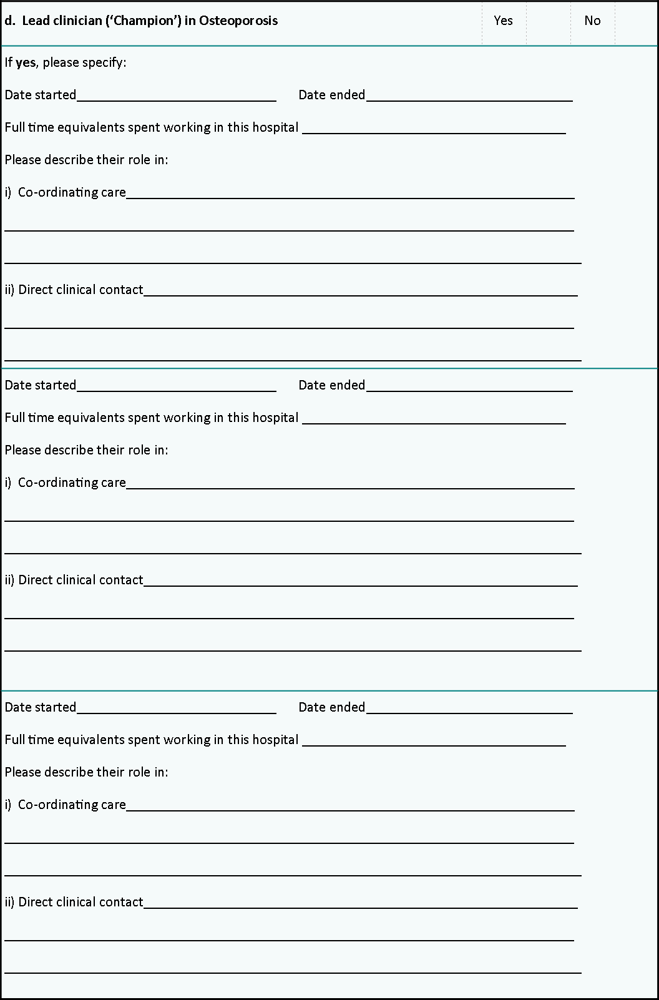 d. Lead clinician (‘Champion’) in Osteoporosis Yes No
If yes, please specify:
Date started Date ended
Full time equivalents spent working in this hospital
Please describe their role in:
i) Co-ordinating care
ii) Direct clinical contact
Date started Date ended
Full time equivalents spent working in this hospital
Please describe their role in:
i) Co-ordinating care
ii) Direct clinical contact
Date started Date ended
Full time equivalents spent working in this hospital
Please describe their role in:
i) Co-ordinating care
ii) Direct clinical contact